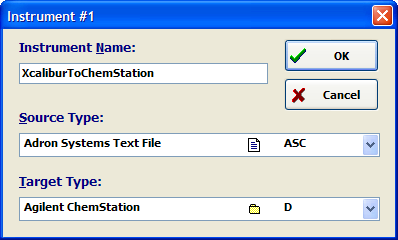 Instrument #1
Instrument Name:
XcaliburToChemStation
OK
Cancel
Source Type:
Adron Systems Text File ASC
Target Type:
Agilent ChemStation D